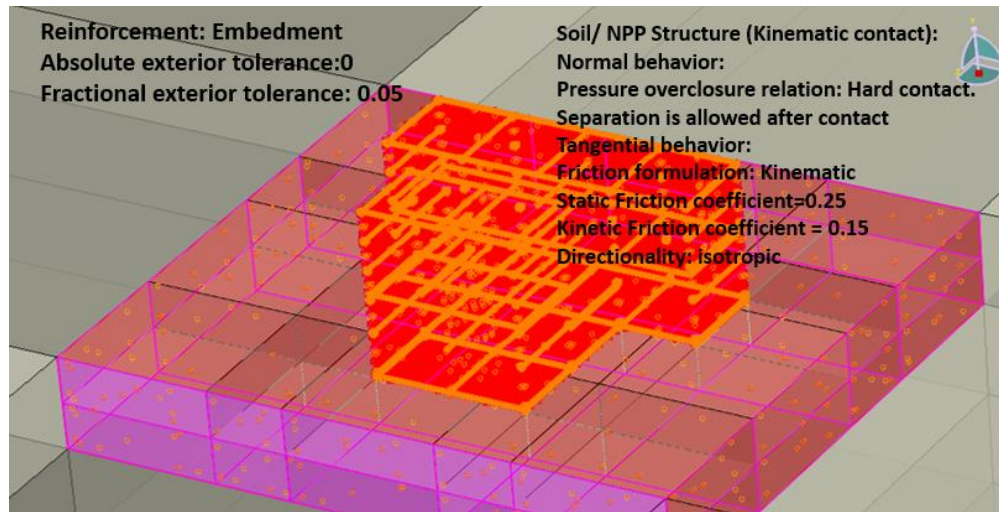 Reinforcement: Embedment
Absolute exterior tolerance:0
Fractional exterior tolerance: 0.05
Soil/ NPP Structure (Kinematic contact):
Normal behavior:
Pressure overclosure relation: Hard contact.
Separation is allowed after contact
Tangential behavior:
Friction formulation: Kinematic
Static Friction coefficient=0.25
Kinetic Friction coefficient = 0.15
Directionality: isotropic